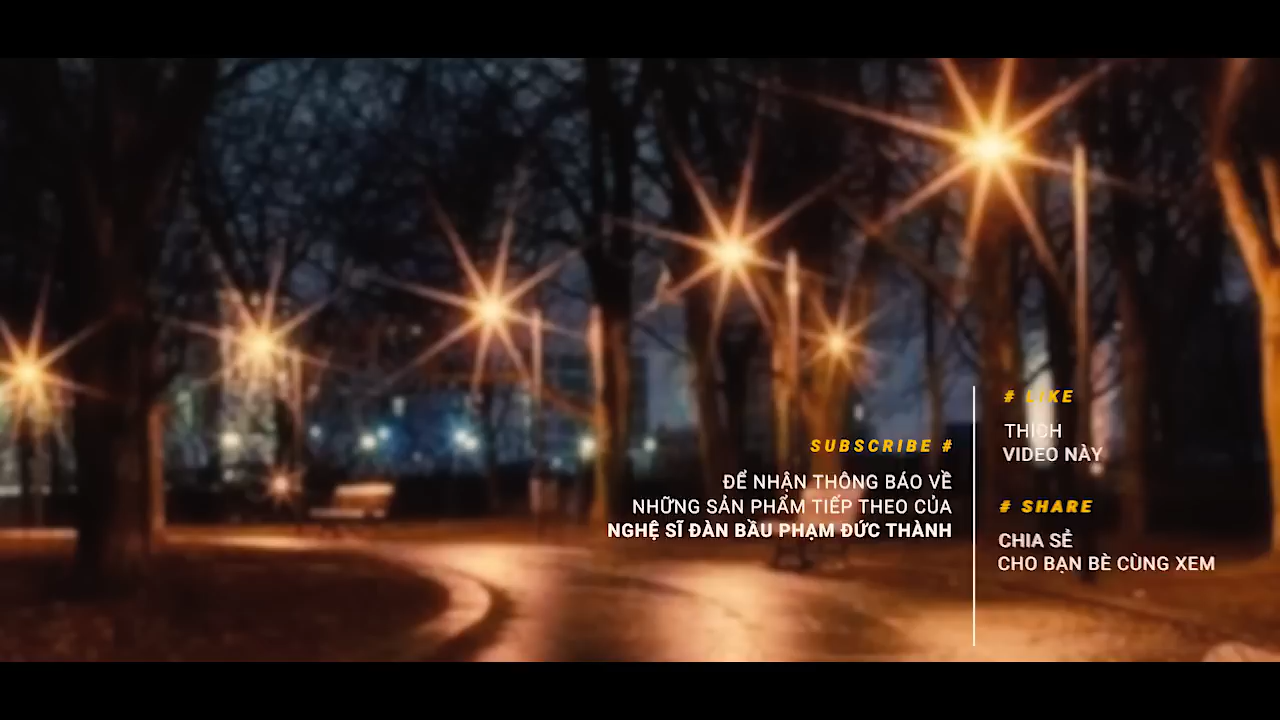 SUBSCRIBE #
ĐỂ NHẬN THÔNG BÁO VỀ
NHỮNG SẢN PHẨM TIẾP THEO CỦA
NGHỆ SĨ ĐÀN BẦU PHẠM ĐỨC THÀNH
# LIKE
THÍCH
VIDEO NÀY
# SHARE
CHIA SẺ
CHO BẠN BÈ CÙNG XEM